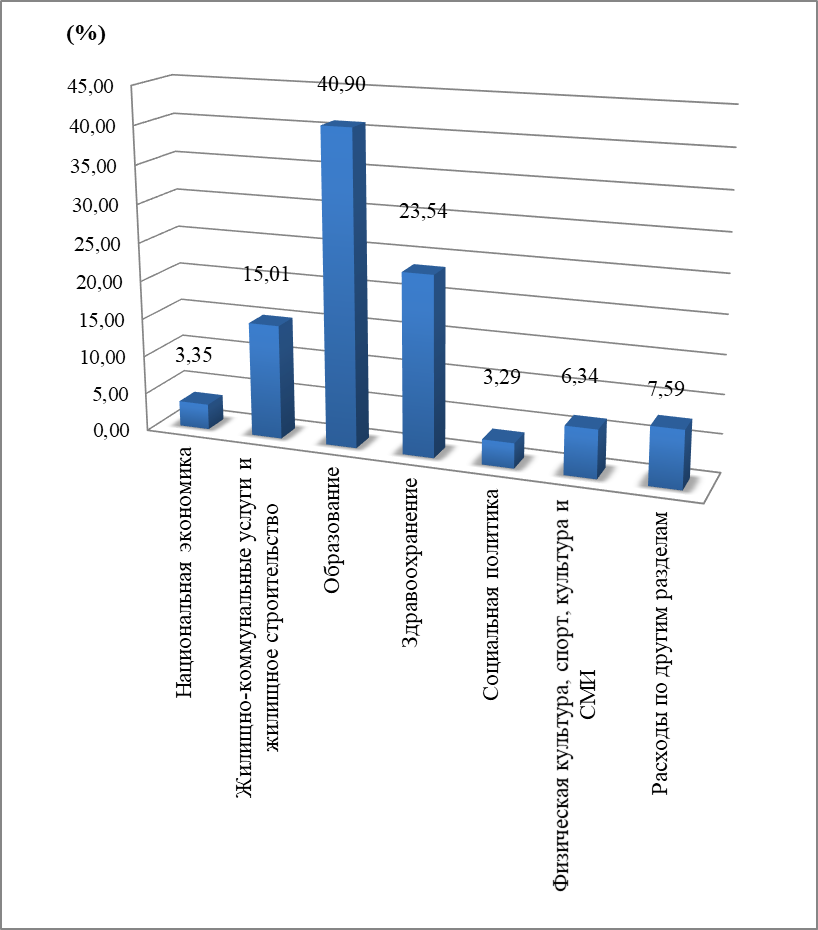 (%)
45,00
40,00
35,00
30,00
25,00
20,00
15,00
10,00
5,00
0,00
3,35
15,01
40,90
23,54
3,29
6,34
7,59
Национальная экономика
Жилищно-коммунальные услуги и
жилищное строительство
Образование
Здравоохранение
Социальная политика
Физическая культура, спорт, культура и
СМИ
Расходы по другим разделам